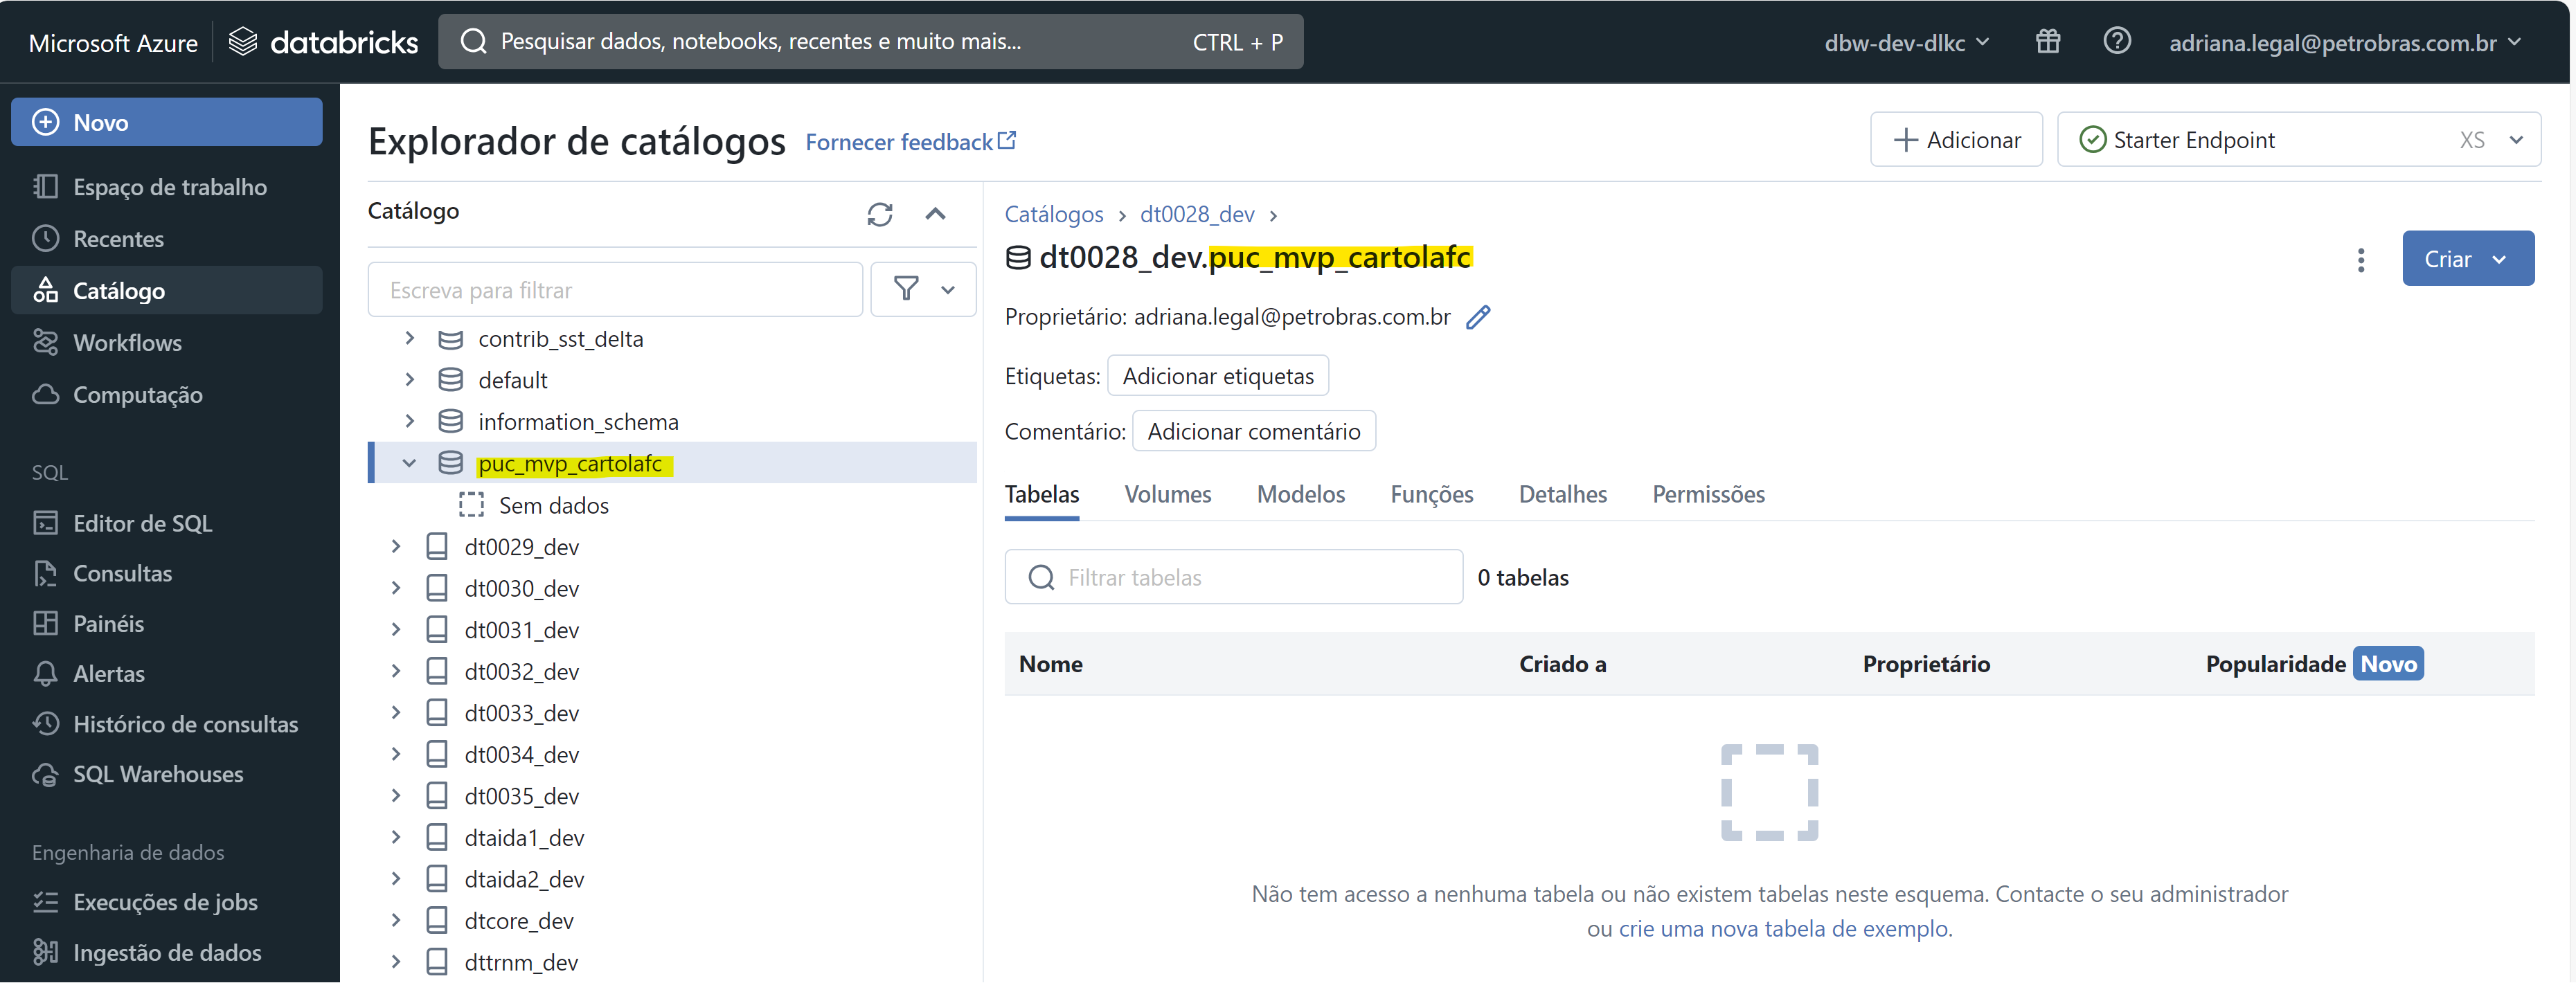 Microsoft Azure
databricks
Pesquisar dados, notebooks, recentes e muito mais...
CTRL + P
dbw-dev-dlkc
adriana.legal@petrobras.com.br
Novo
Espaço de trabalho
Recentes
Catálogo
Workflows
Computação
SQL
Editor de SQL
Consultas
Painéis
Alertas
Histórico de consultas
SQL Warehouses
Engenharia de dados
Execuções de jobs
Ingestão de dados
Explorador de catálogos
Fornecer feedback
Adicionar
Starter Endpoint
XS
Catálogo
Escreva para filtrar
contrib_sst_delta
default
information_schema
puc_mvp_cartolafc
Sem dados
dt0029_dev
dt0030_dev
dt0031_dev
dt0032_dev
dt0033_dev
dt0034_dev
dt0035_dev
dtaida1_dev
dtaida2_dev
dtcore_dev
dttrnm_dev
Catálogos > dt0028_dev >
dt0028_dev.puc_mvp_cartolafc
Criar
Proprietário: adriana.legal@petrobras.com.br
Etiquetas: Adicionar etiquetas
Comentário: Adicionar comentário
Tabelas Volumes Modelos Funções Detalhes Permissões
Filtrar tabelas
0 tabelas
Nome Criado a Proprietário Popularidade Novo
Não tem acesso a nenhuma tabela ou não existem tabelas neste esquema. Contacte o seu administrador
ou crie uma nova tabela de exemplo.